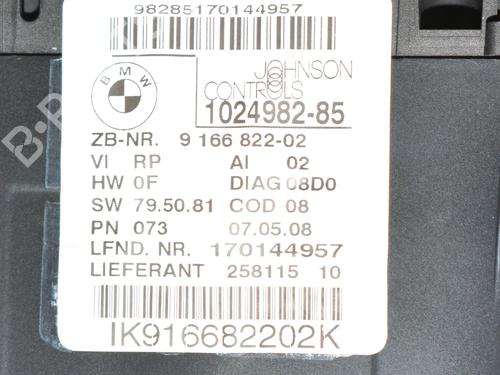 98285170144957
BMW
JOHNSON
CONTROLS
1024982-85
ZB-NR. 9 166 822-02
VI RP AI 02
HW 0F DIAG 08D0
SW 79.50.81 COD 08
PN 073 07.05.08
LFND. NR. 170144957
LIEFERANT 258115 10
IK916682202K